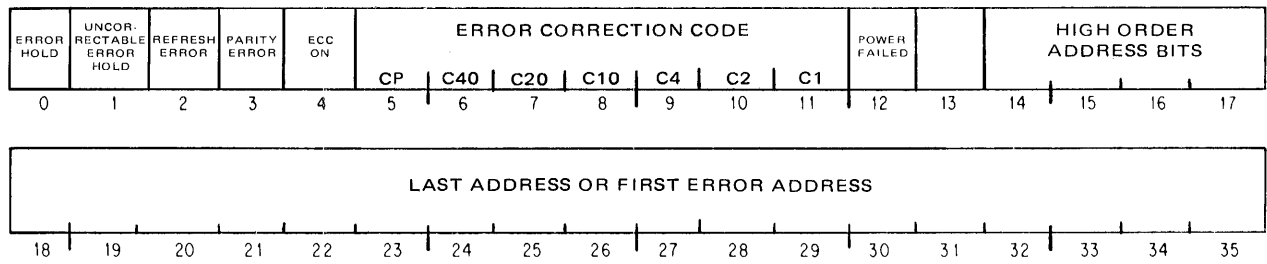 ERROR HOLD
UNCOR-RECTABLE ERROR HOLD
REFRESH ERROR
PARITY ERROR
ECC ON
ERROR CORRECTION CODE
CP C40 C20 C10 C4 C2 C1
POWER FAILED
HIGH ORDER
ADDRESS BITS
0 1 2 3 4 5 6 7 8 9 10 11 12 13 14 15 16 17
LAST ADDRESS OR FIRST ERROR ADDRESS
18 19 20 21 22 23 24 25 26 27 28 29 30 31 32 33 34 35